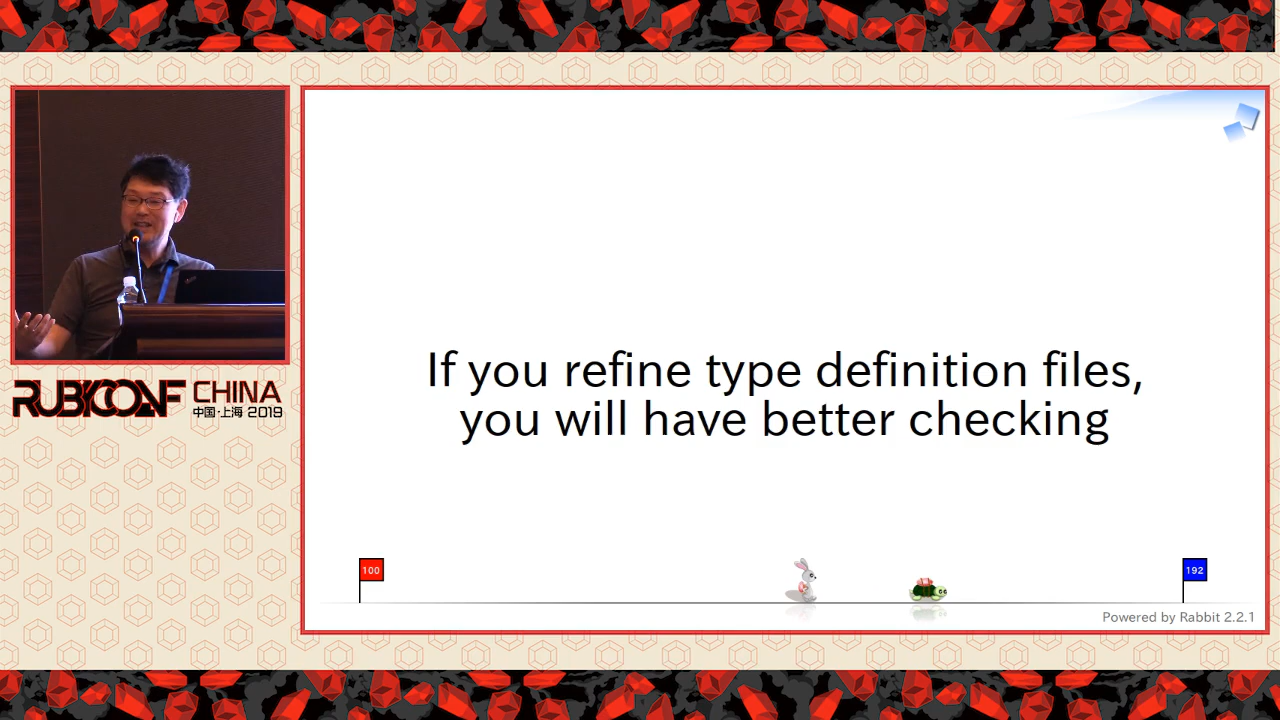 RUBYCONF CHINA
中国·上海 2019
If you refine type definition files,
you will have better checking
100
192
Powered by Rabbit 2.2.1